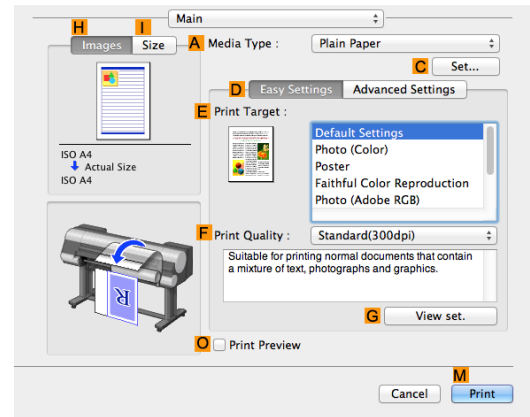 Main
H
I
Images
Size
A
Media Type :
Plain Paper
C
Set...
D
Easy Settings
Advanced Settings
E
Print Target :
Default Settings
Photo (Color)
Poster
Faithful Color Reproduction
Photo (Adobe RGB)
ISO A4
Actual Size
ISO A4
F
Print Quality :
Standard(300dpi)
Suitable for printing normal documents that contain
a mixture of text, photographs and graphics.
R
G
View set.
O
Print Preview
M
Cancel
Print